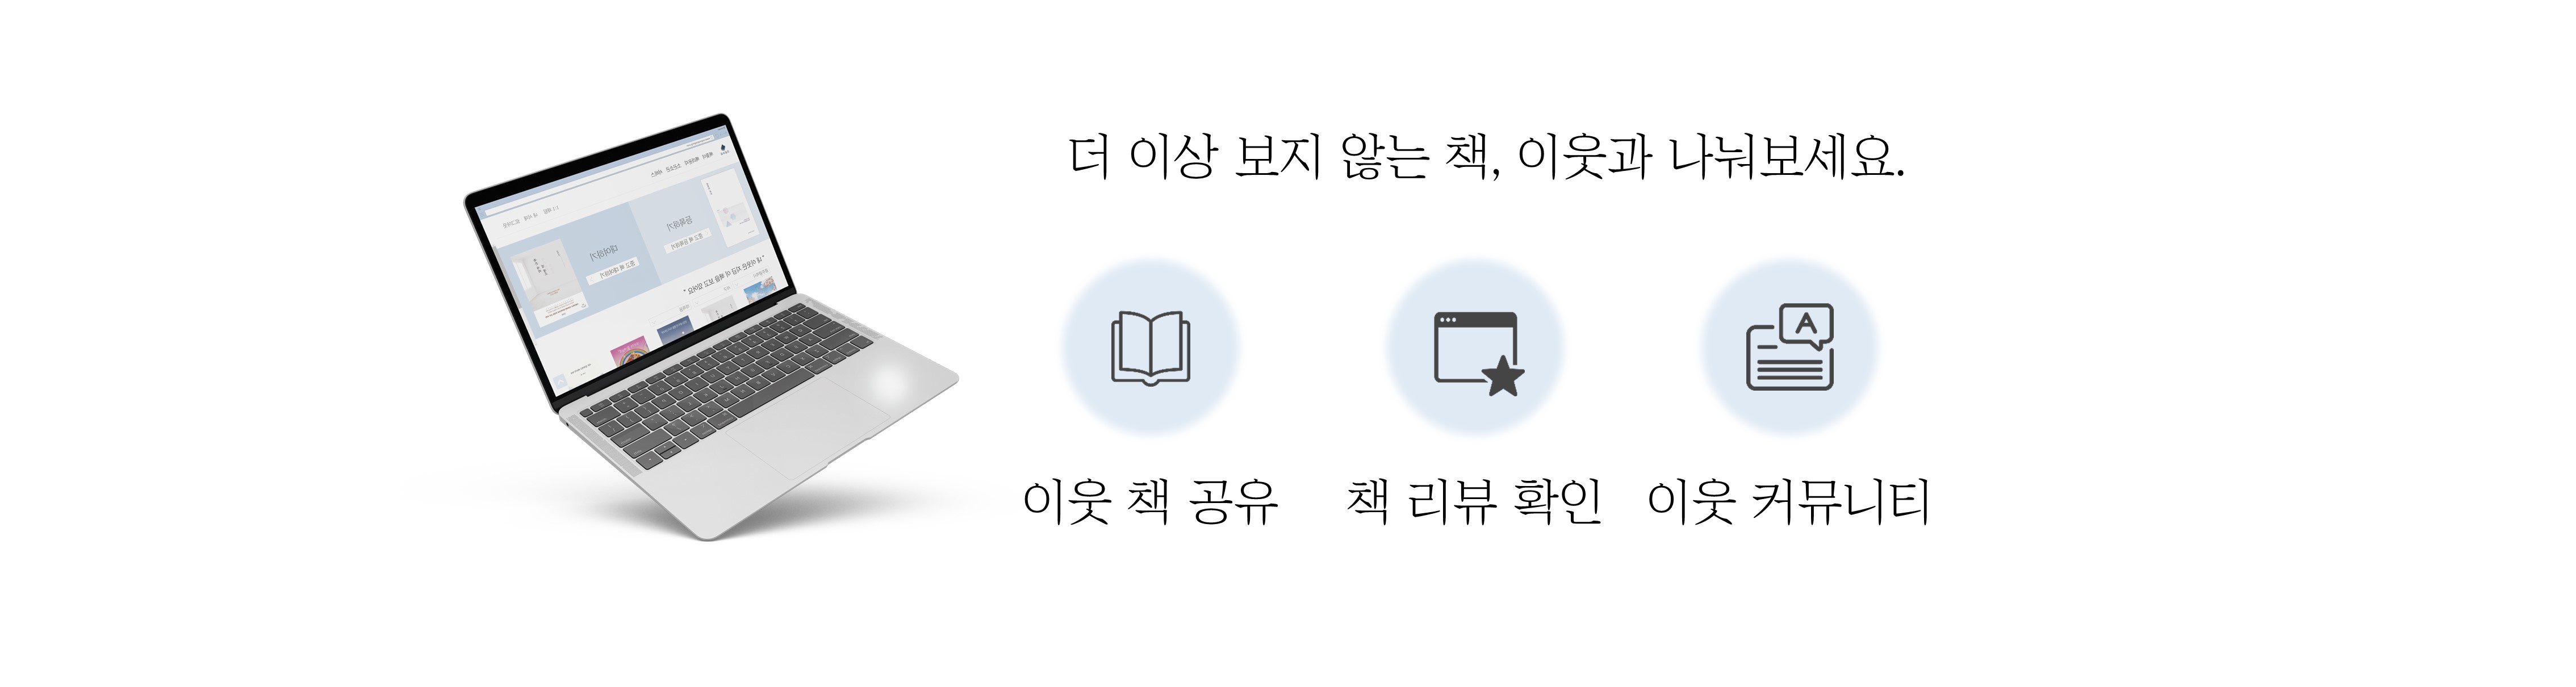 더 이상 보지 않는 책, 이웃과 나눠보세요.
A
이웃 책 공유
책 리뷰 확인
이웃 커뮤니티